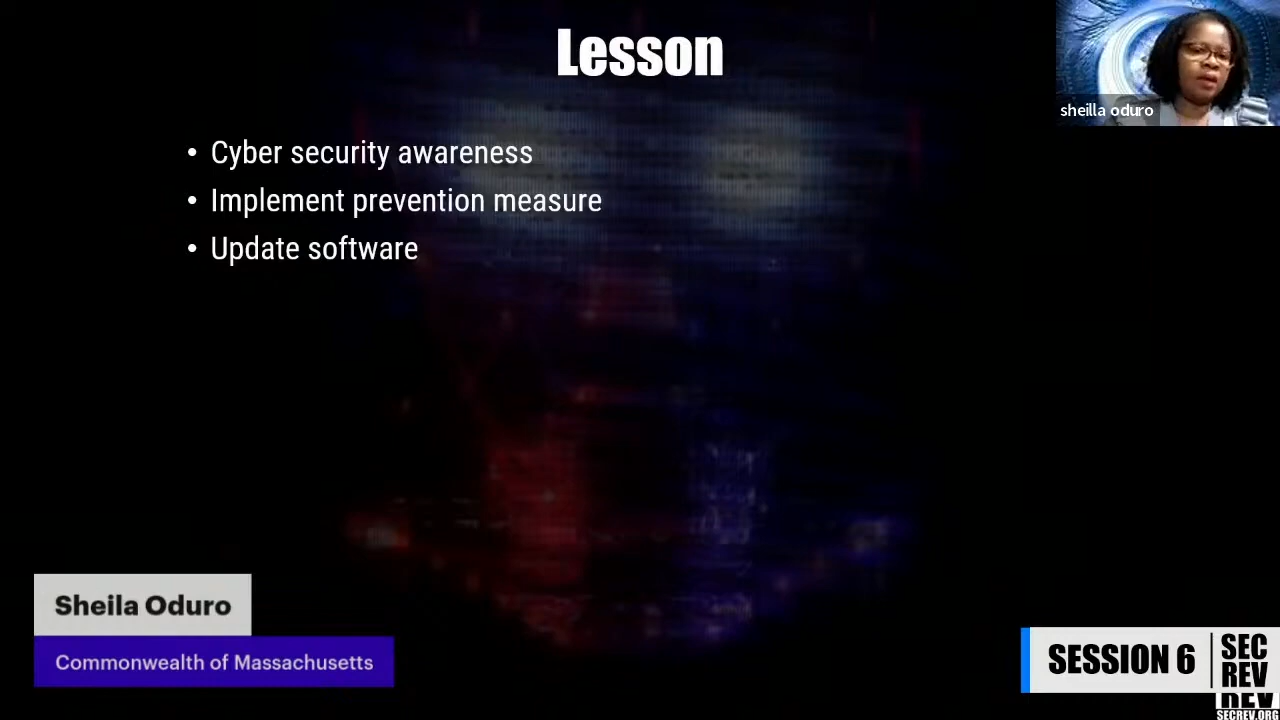 Lesson
sheilla oduro
• Cyber security awareness
• Implement prevention measure
• Update software
Sheila Oduro
Commonwealth of Massachusetts
SESSION 6
SEC
REV
SECREV.ORG